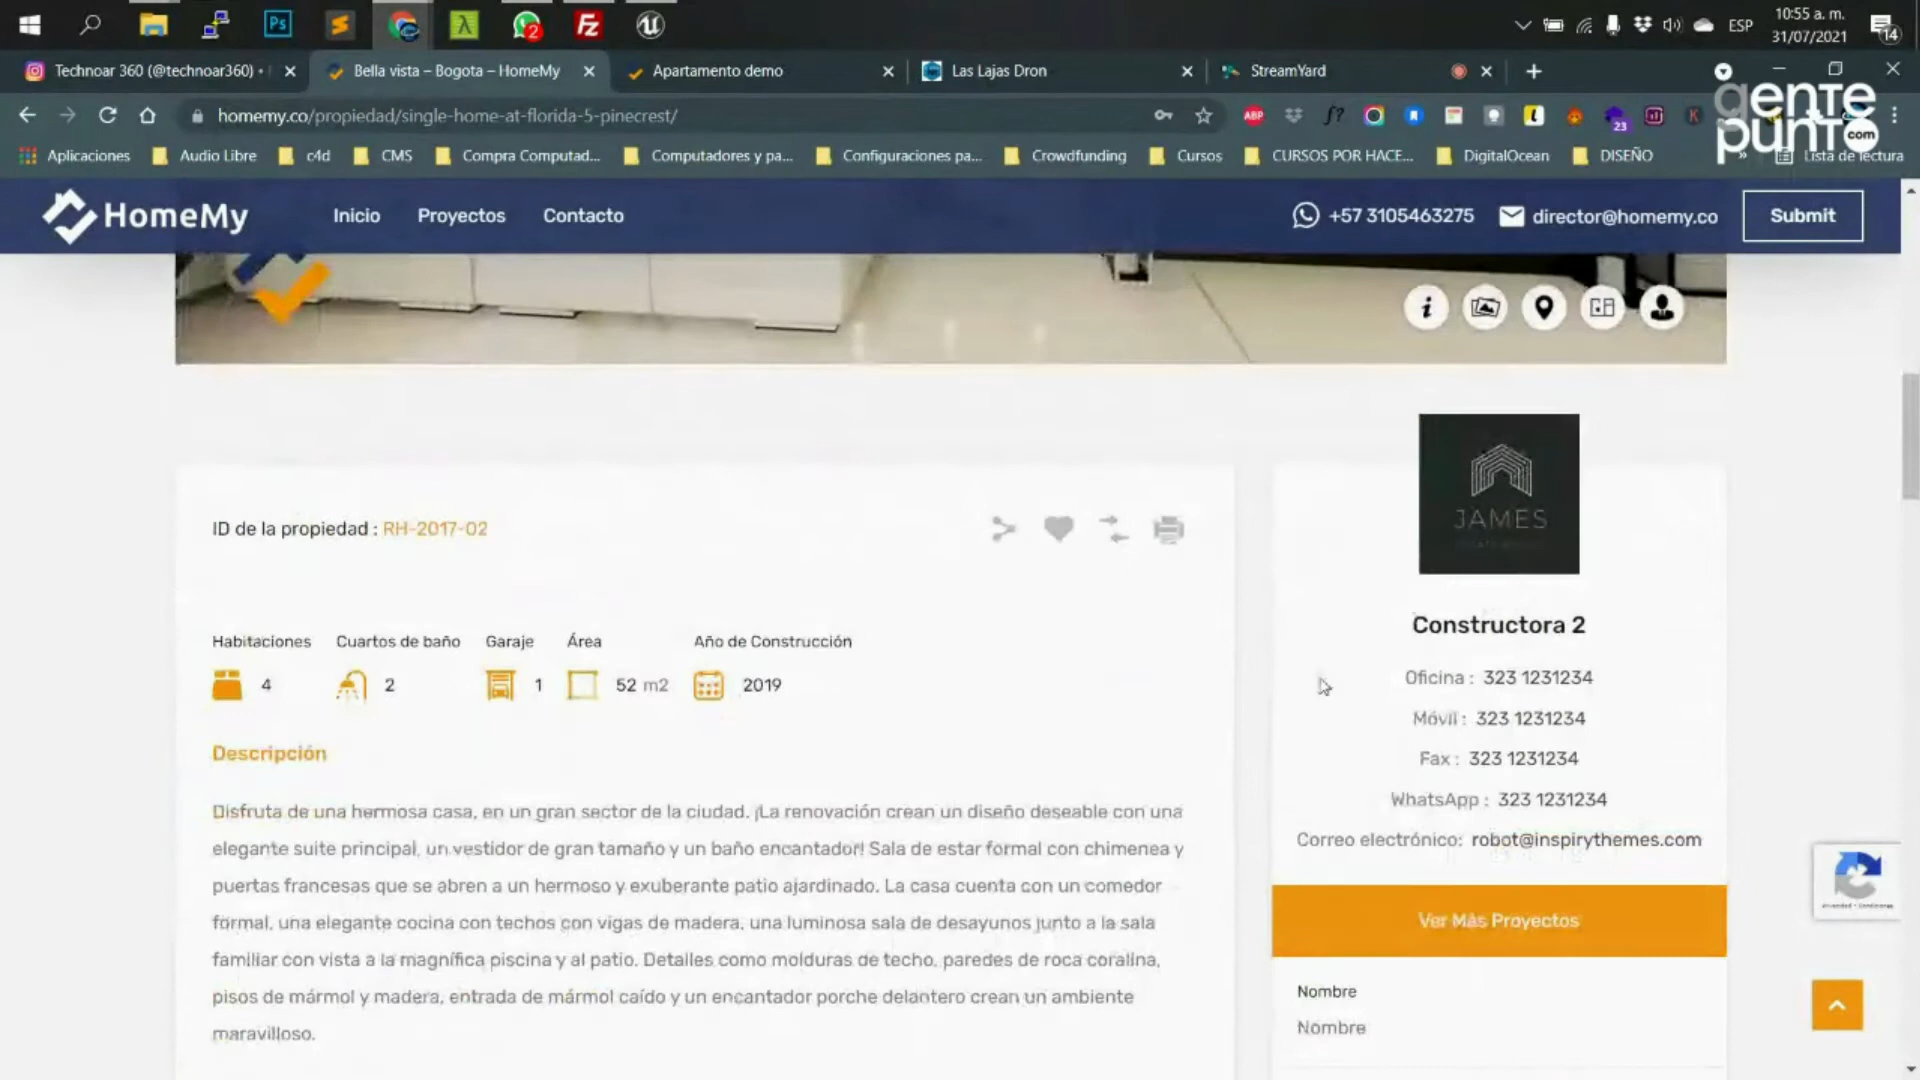 Ps
2
Fz
ESP
10:55 a. m.
31/07/2021
14
Technoar 360 (@technoar360) •
Bella vista – Bogota – HomeMy
Apartamento demo
Las Lajas Dron
StreamYard
homemy.co/propiedad/single-home-at-florida-5-pinecrest/
ABP
f?
23
K
gente
punto
.com
Aplicaciones
Audio Libre
c4d
CMS
Compra Computad...
Computadores y pa...
Configuraciones pa...
Crowdfunding
Cursos
CURSOS POR HACE...
DigitalOcean
DISEÑO
»
Lista de lectura
HomeMy
Inicio
Proyectos
Contacto
+57 3105463275
director@homemy.co
Submit
ID de la propiedad : RH-2017-02
JAMES
Habitaciones
Cuartos de baño
Garaje
Área
Año de Construcción
4
2
1
52 m2
2019
Constructora 2
Oficina : 323 1231234
Móvil : 323 1231234
Fax : 323 1231234
WhatsApp : 323 1231234
Correo electrónico: robot@inspirythemes.com
Ver Más Proyectos
Nombre
Nombre
Descripción
Disfruta de una hermosa casa, en un gran sector de la ciudad. ¡La renovación crean un diseño deseable con una
elegante suite principal, un vestidor de gran tamaño y un baño encantador! Sala de estar formal con chimenea y
puertas francesas que se abren a un hermoso y exuberante patio ajardinado. La casa cuenta con un comedor
formal, una elegante cocina con techos con vigas de madera, una luminosa sala de desayunos junto a la sala
familiar con vista a la magnífica piscina y al patio. Detalles como molduras de techo, paredes de roca coralina,
pisos de mármol y madera, entrada de mármol caído y un encantador porche delantero crean un ambiente
maravilloso.